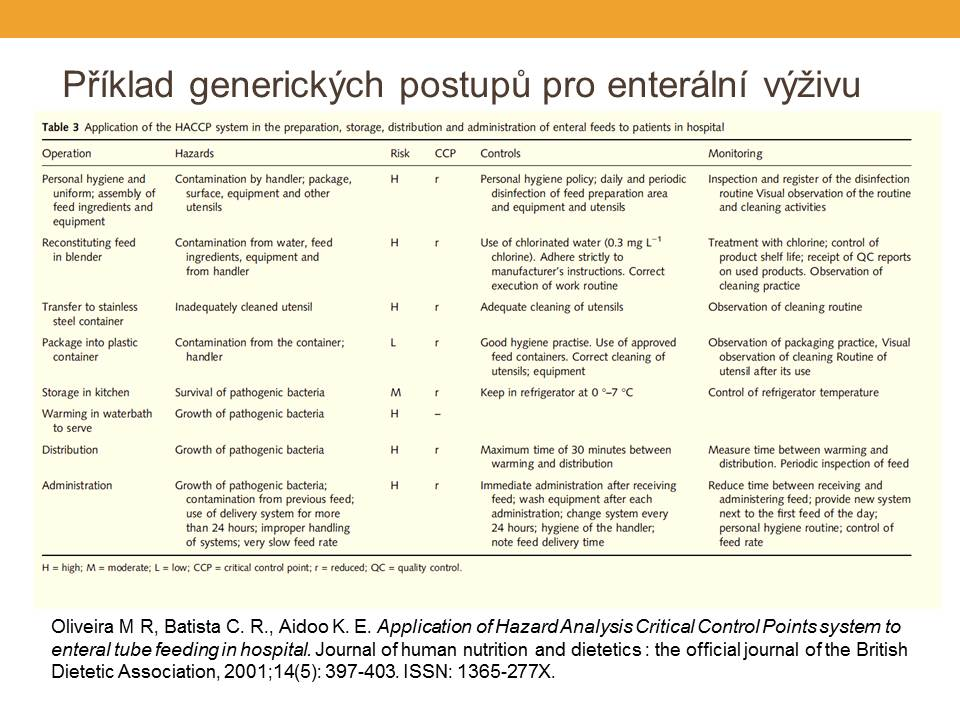 Příklad generických postupů pro enterální výživu
Table 3 Application of the HACCP system in the preparation, storage, distribution and administration of enteral feeds to patients in hospital
Operation Hazards Risk CCP Controls Monitoring
Personal hygiene and Contamination by handler; package, H r Personal hygiene policy; daily and periodic Inspection and register of the disinfection
uniform; assembly of surface, equipment and other disinfection of feed preparation area routine Visual observation of the routine
feed ingredients and utensils and equipment and utensils and cleaning activities
equipment
Reconstituting feed Contamination from water, feed H r Use of chlorinated water (0.3 mg L⁻¹ Treatment with chlorine; control of
in blender ingredients, equipment and chlorine). Adhere strictly to product shelf life; receipt of QC reports
from handler manufacturer's instructions. Correct on used products. Observation of
execution of work routine cleaning practice
Transfer to stainless Inadequately cleaned utensil H r Adequate cleaning of utensils Observation of cleaning routine
steel container
Package into plastic Contamination from the container; L r Good hygiene practise. Use of approved Observation of packaging practice, Visual
container handler feed containers. Correct cleaning of observation of cleaning Routine of
utensils; equipment utensil after its use
Storage in kitchen Survival of pathogenic bacteria M r Keep in refrigerator at 0 °–7 °C Control of refrigerator temperature
Warming in waterbath Growth of pathogenic bacteria H –
to serve
Distribution Growth of pathogenic bacteria H r Maximum time of 30 minutes between Measure time between warming and
warming and distribution distribution. Periodic inspection of feed
Administration Growth of pathogenic bacteria; H r Immediate administration after receiving Reduce time between receiving and
contamination from previous feed; feed; wash equipment after each administering feed; provide new system
use of delivery system for more administration; change system every next to the first feed of the day;
than 24 hours; improper handling 24 hours; hygiene of the handler; personal hygiene routine; control of
of systems; very slow feed rate note feed delivery time feed rate
H = high; M = moderate; L = low; CCP = critical control point; r = reduced; QC = quality control.
Oliveira M R, Batista C. R., Aidoo K. E. Application of Hazard Analysis Critical Control Points system to
enteral tube feeding in hospital. Journal of human nutrition and dietetics : the official journal of the British
Dietetic Association, 2001;14(5): 397-403. ISSN: 1365-277X.